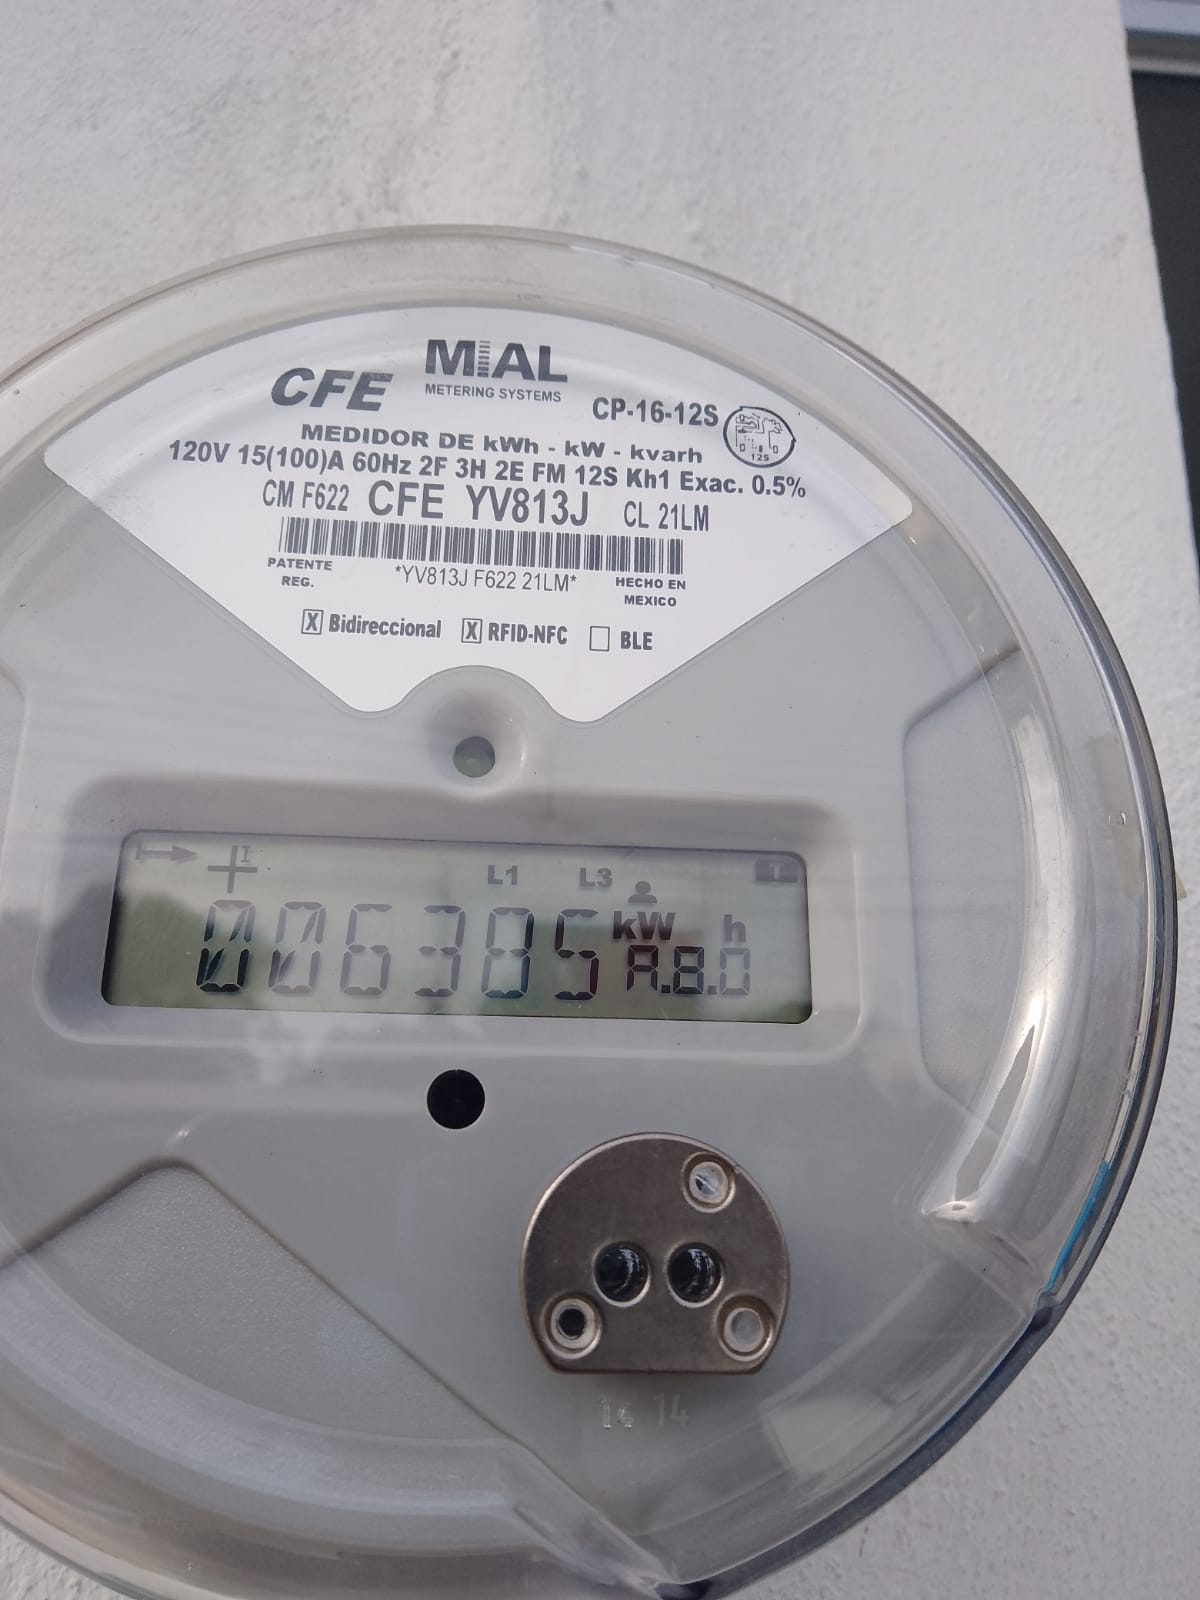 CFE
MIAL
METERING SYSTEMS
CP-16-12S
12S
MEDIDOR DE kWh - kW - kvarh
120V 15(100)A 60Hz 2F 3H 2E FM 12S Kh1 Exac. 0.5%
CM F622 CFE YV813J CL 21LM
PATENTE REG.
*YV813J F622 21LM*
HECHO EN MEXICO
X Bidireccional X RFID-NFC BLE
L1 L3
006385 kW h
A.8.0
14